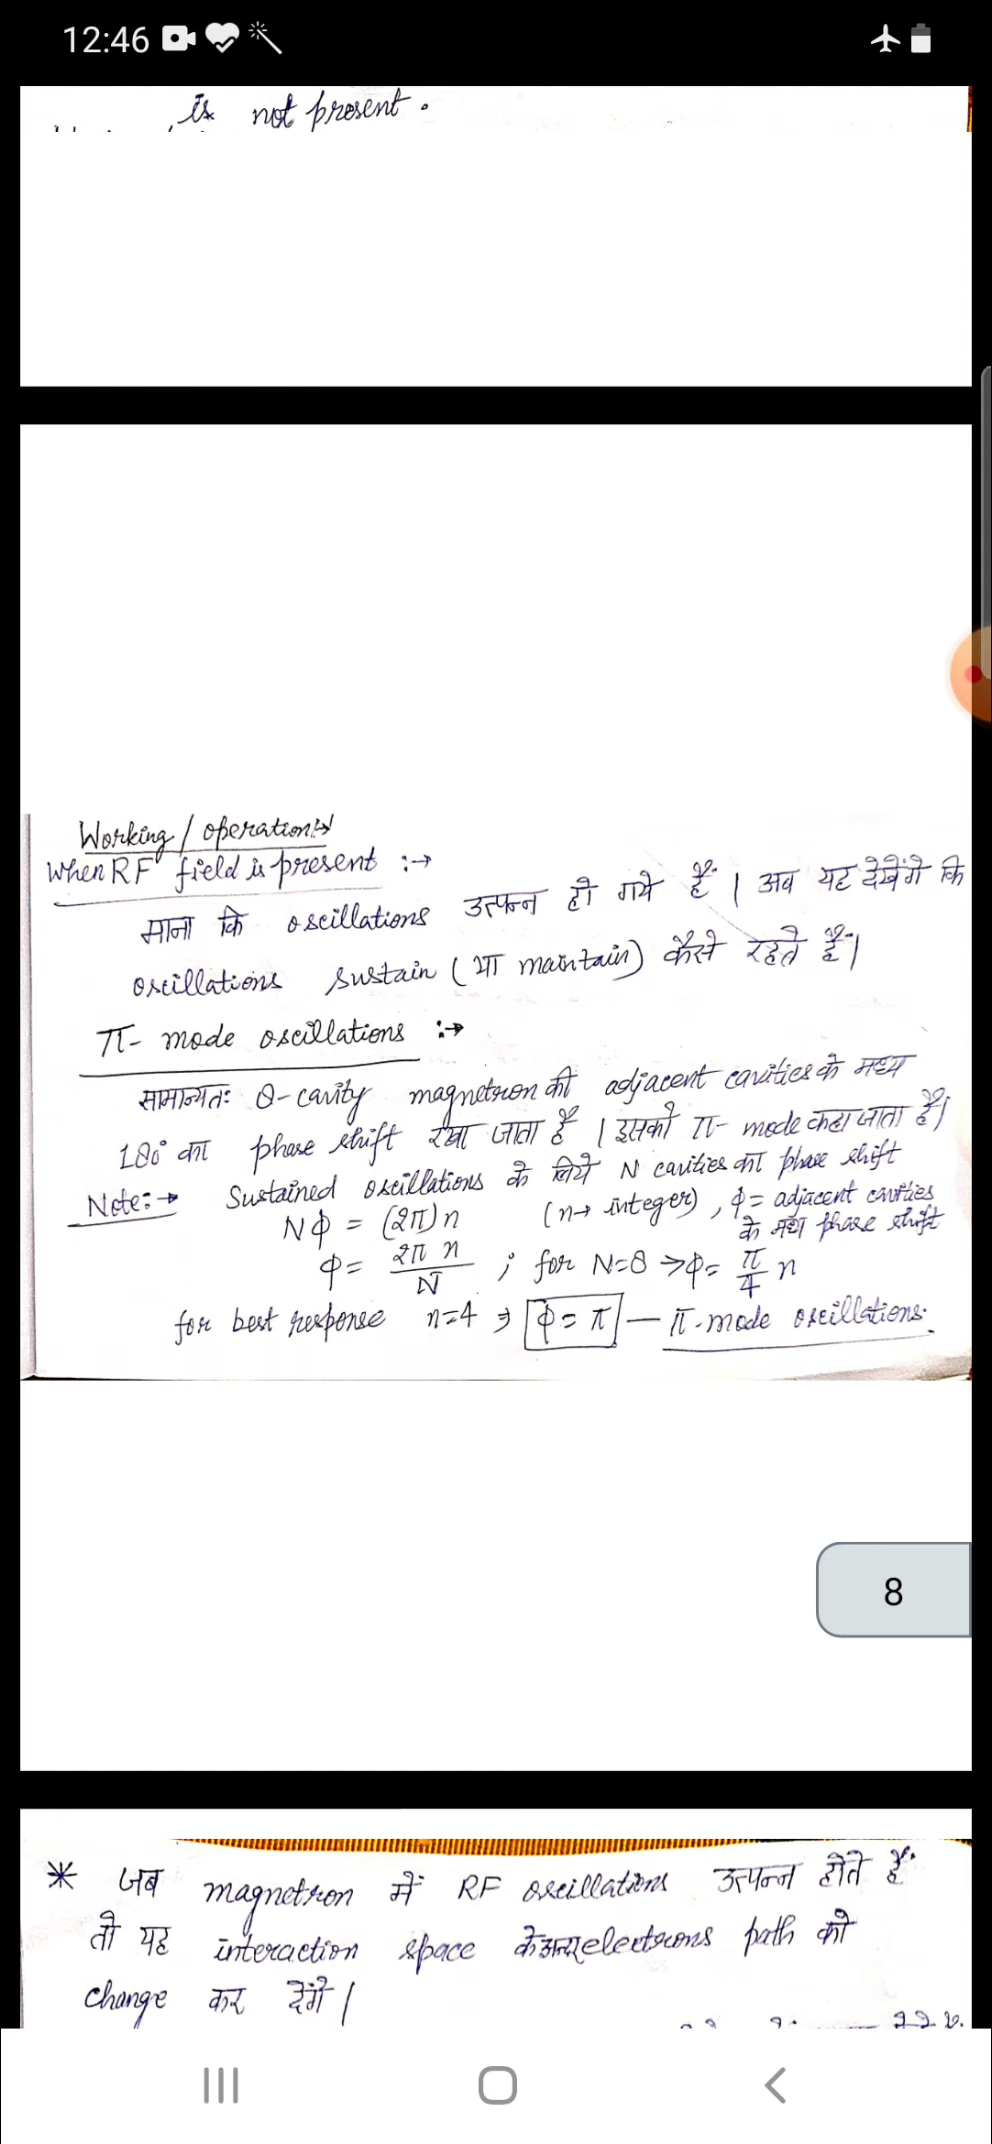 12:46
is not present.
Working/operation:→
when RF field is present :→
माना कि oscillations उत्पन्न हो गये हैं | अब यह देखेंगे कि
oscillations sustain (या maintain) कैसे रहते हैं|
π- mode oscillations :→
सामान्यतः 8-cavity magnetron की adjacent cavities के मध्य
180° का phase shift रखा जाता है | इसको π- mode कहा जाता है|
Note:→ Sustained oscillations के लिये N cavities का phase shift
Nϕ = (2π)n (n→ integer), ϕ= adjacent cavities
के मध्य phase shift
ϕ= 2π n / N ; for N=8 →ϕ= π/4 n
for best response n=4 ⇒ ϕ = π — π-mode oscillations.
8
* जब magnetron में RF oscillations उत्पन्न होते हैं
तो यह interaction space के अन्दर electrons path को
change कर देंगे |